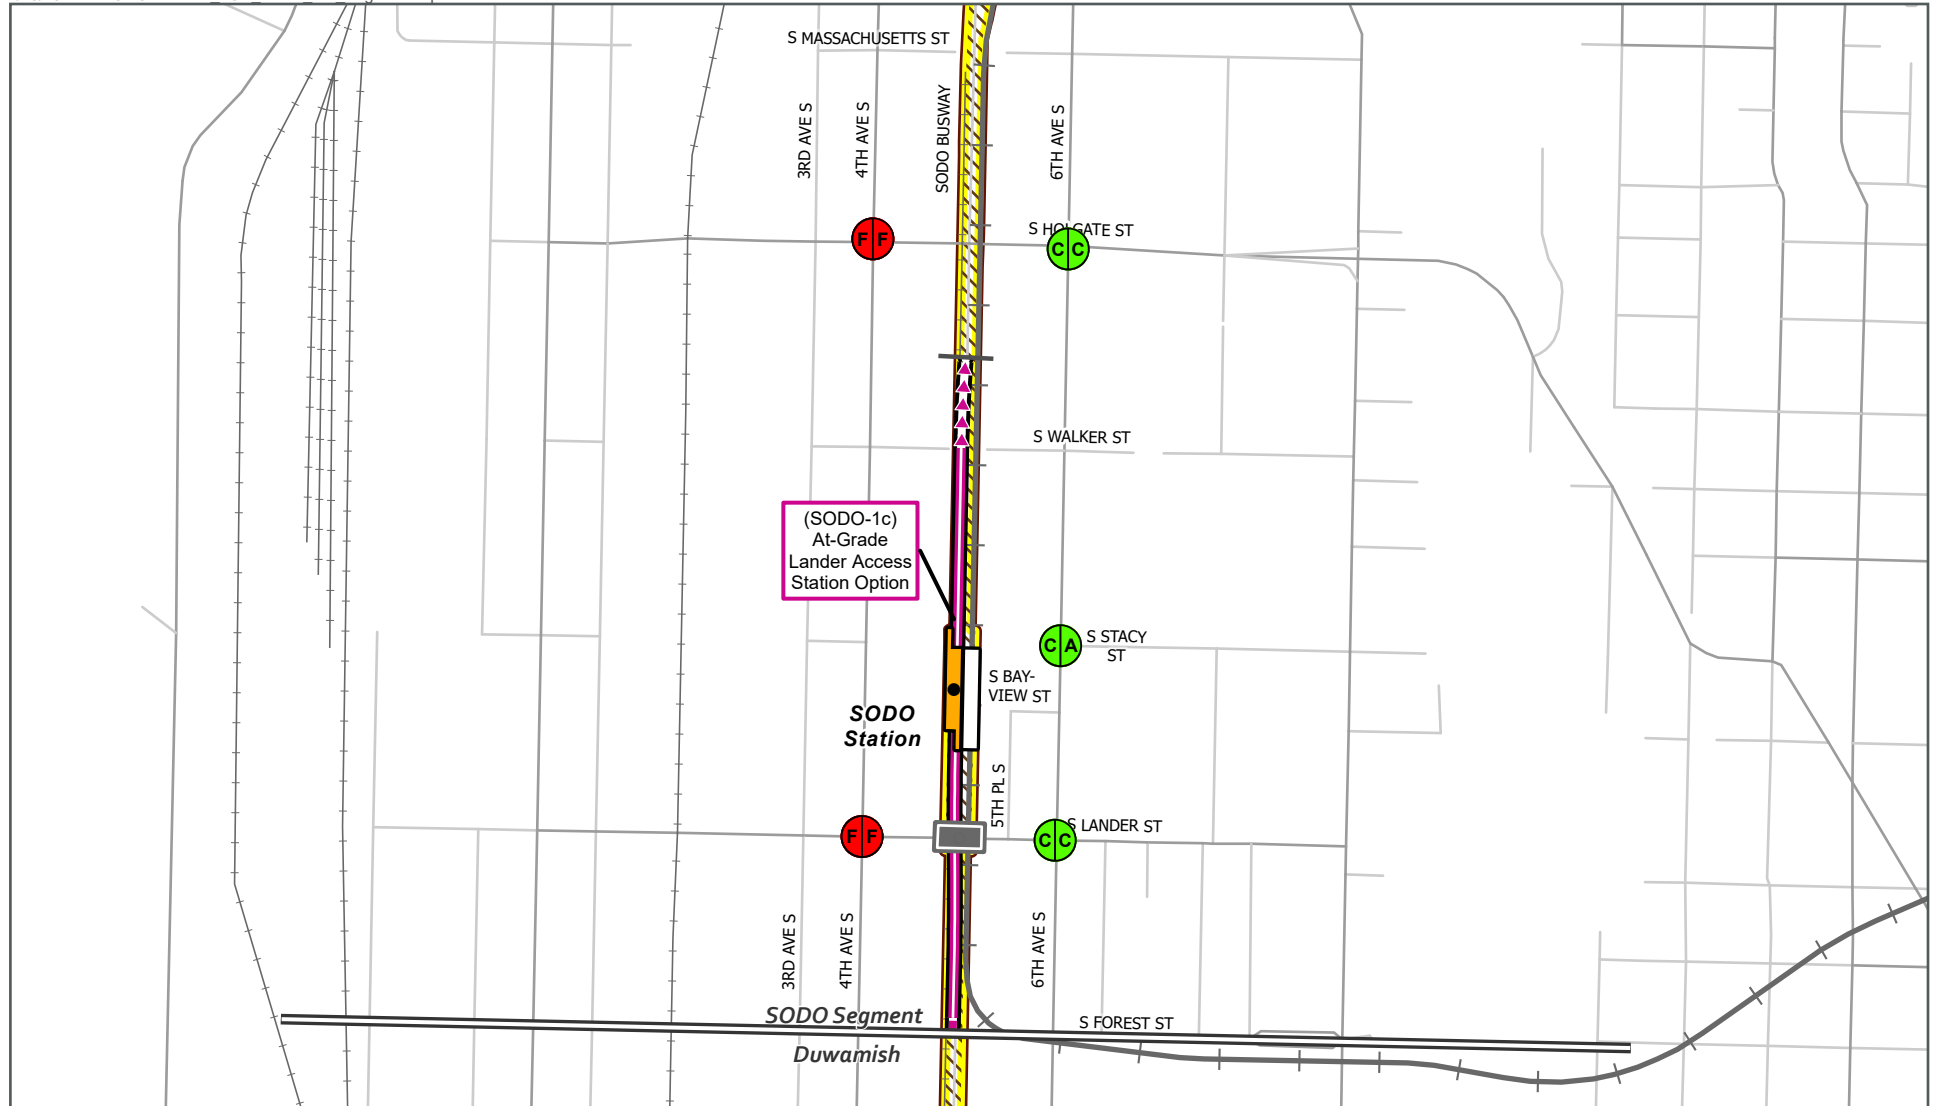 S MASSACHUSETTS ST
3RD AVE S
4TH AVE S
SODO BUSWAY
6TH AVE S
F F
S HOLGATE ST
C C
S WALKER ST
(SODO-1c)
At-Grade
Lander Access
Station Option
C A
S STACY
ST
S BAY-
VIEW ST
SODO
Station
5TH PL S
F F
C C
S LANDER ST
3RD AVE S
4TH AVE S
6TH AVE S
SODO Segment
S FOREST ST
Duwamish